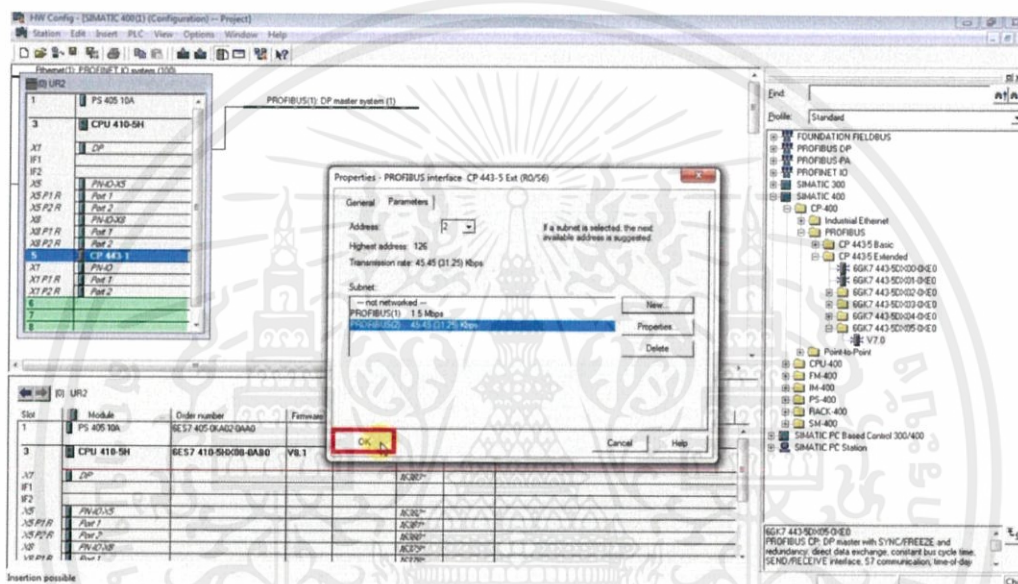 HW Config - [SIMATIC 400(1) (Configuration) -- Project]
Station Edit Insert PLC View Options Window Help
Ethernet(1): PROFINET IO system (100)
(0) UR2
1 PS 405 10A
3 CPU 410-5H
X1 DP
IF1
IF2
X5 PN-IO-X5
X5 P1 R Port 1
X5 P2 R Port 2
X8 PN-IO-X8
X8 P1 R Port 1
X8 P2 R Port 2
5 CP 443-1
X1 PN-IO
X1 P1 R Port 1
X1 P2 R Port 2
6
7
8
PROFIBUS(1): DP master system (1)
Properties - PROFIBUS interface CP 443-5 Ext (R0/S6)
General Parameters
Address: 2
If a subnet is selected, the next
available address is suggested.
Highest address: 126
Transmission rate: 45.45 (31.25) Kbps
Subnet:
--- not networked ---
PROFIBUS(1) 1.5 Mbps
PROFIBUS(2) 45.45 (31.25) Kbps
New...
Properties...
Delete
OK
Cancel
Help
Find:
Profile: Standard
FOUNDATION FIELDBUS
PROFIBUS DP
PROFIBUS-PA
PROFINET IO
SIMATIC 300
SIMATIC 400
CP-400
Industrial Ethernet
PROFIBUS
CP 443-5 Basic
CP 443-5 Extended
6GK7 443-5DX00-0XE0
6GK7 443-5DX01-0XE0
6GK7 443-5DX02-0XE0
6GK7 443-5DX03-0XE0
6GK7 443-5DX04-0XE0
6GK7 443-5DX05-0XE0
V7.0
Point-to-Point
CPU-400
FM-400
IM-400
PS-400
RACK-400
SM-400
SIMATIC PC Based Control 300/400
SIMATIC PC Station
(0) UR2
Slot Module Order number Firmware
1 PS 405 10A 6ES7 405-0KA02-0AA0
3 CPU 410-5H 6ES7 410-5HX08-0AB0 V8.1
X1 DP
IF1
IF2
X5 PN-IO-X5
X5 P1 R Port 1
X5 P2 R Port 2
X8 PN-IO-X8
X8 P1 R Port 1
6GK7 443-5DX05-0XE0
PROFIBUS CP: DP master with SYNC/FREEZE and
redundancy; direct data exchange, constant bus cycle time,
SEND/RECEIVE interface, S7 communication, time-of-day
Insertion possible